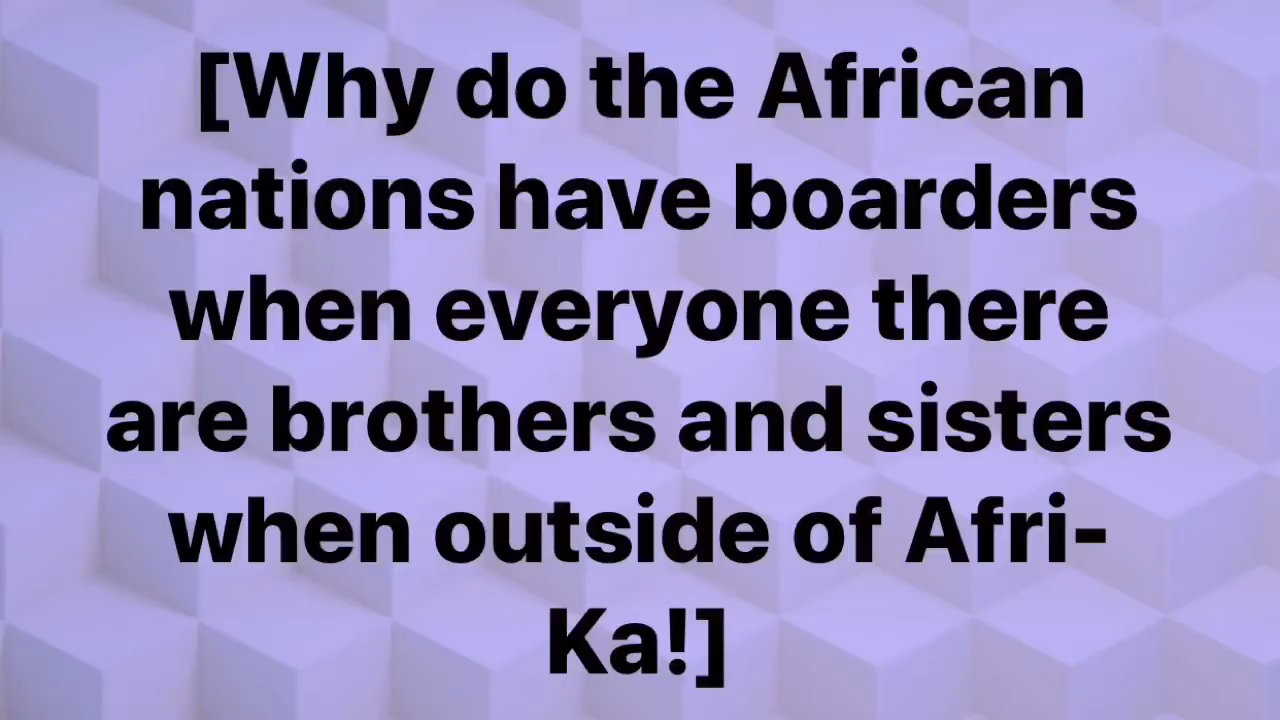 [Why do the African
nations have boarders
when everyone there
are brothers and sisters
when outside of Afri-
Ka!]